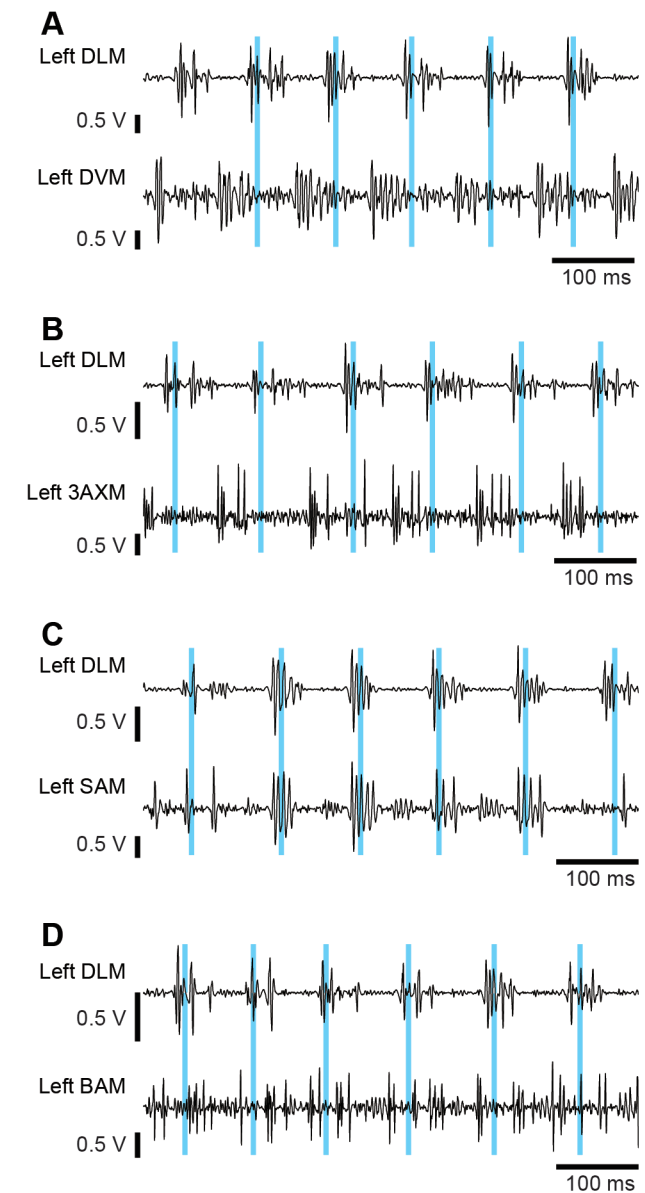 A
Left DLM
0.5 V
Left DVM
0.5 V
100 ms
B
Left DLM
0.5 V
Left 3AXM
0.5 V
100 ms
C
Left DLM
0.5 V
Left SAM
0.5 V
100 ms
D
Left DLM
0.5 V
Left BAM
0.5 V
100 ms